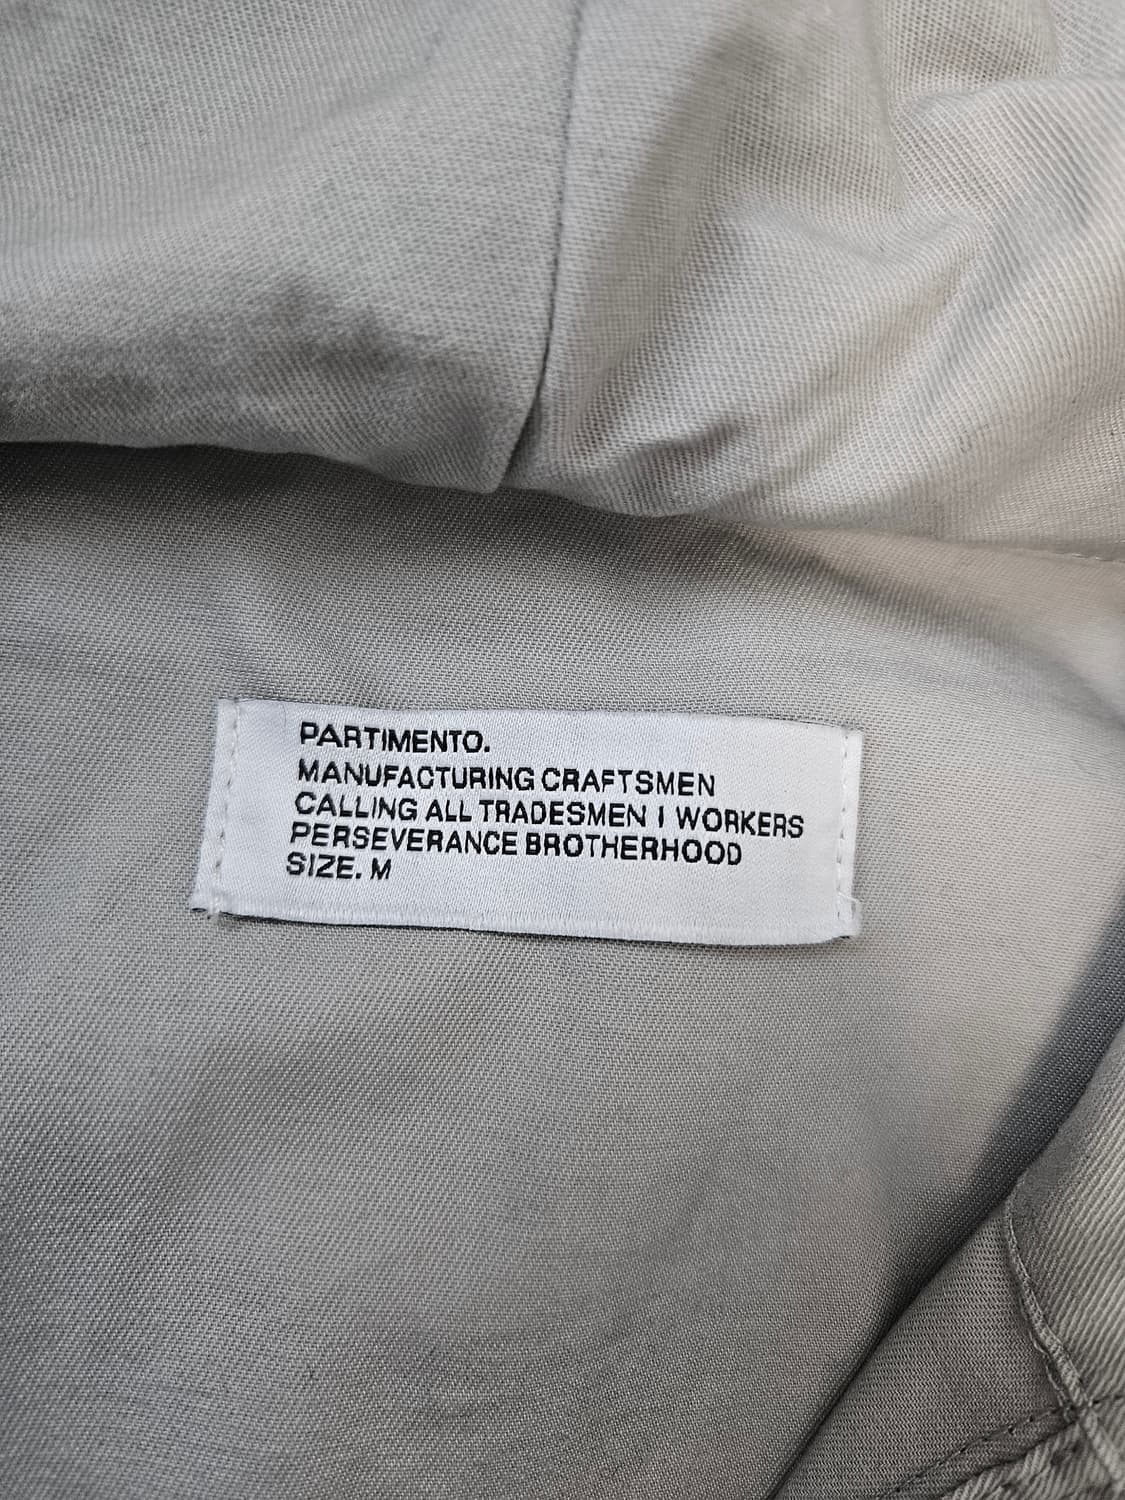 PARTIMENTO.
MANUFACTURING CRAFTSMEN
CALLING ALL TRADESMEN I WORKERS
PERSEVERANCE BROTHERHOOD
SIZE. M